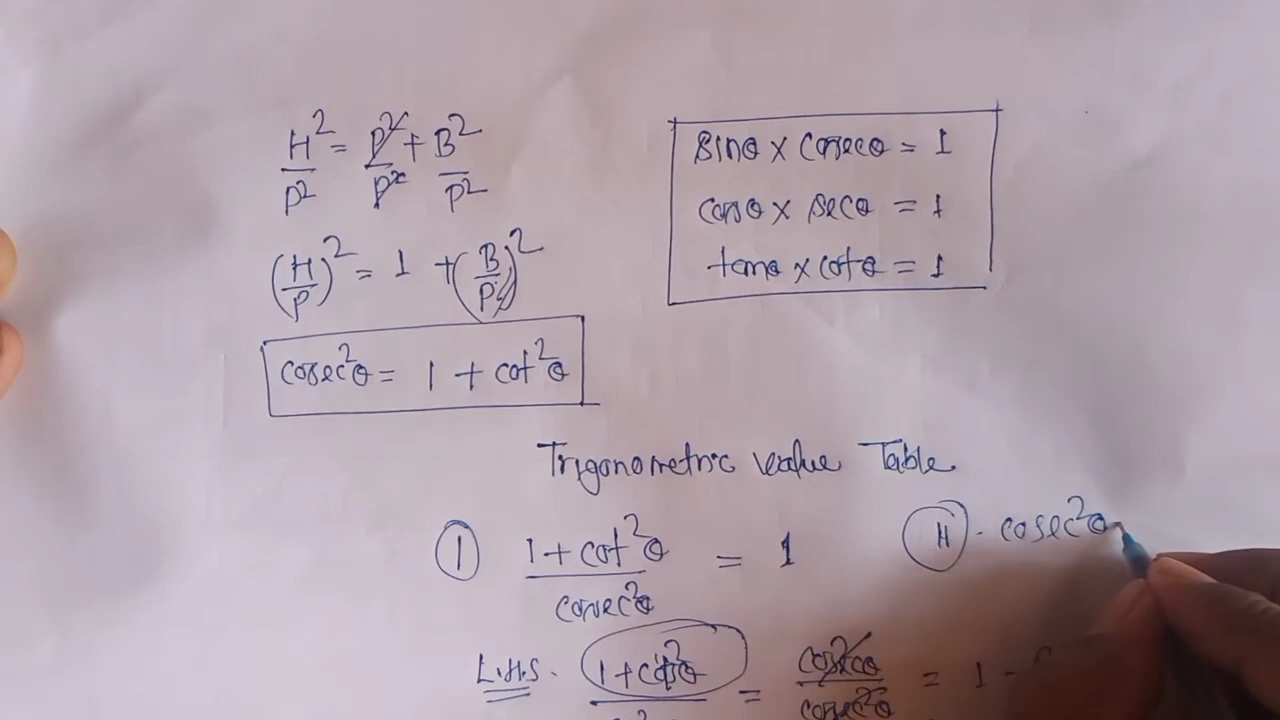 H²/P² = P²/P² + B²/P²
(H/P)² = 1 + (B/P)²
cosec²θ = 1 + cot²θ
sinθ × cosecθ = 1
cosθ × secθ = 1
tanθ × cotθ = 1
Trigonometric value Table
① (1 + cot²θ)/cosec²θ = 1
⑪ - cosec²θ
L.H.S. (1 + cot²θ) = cosec²θ/cosec²θ = 1 -